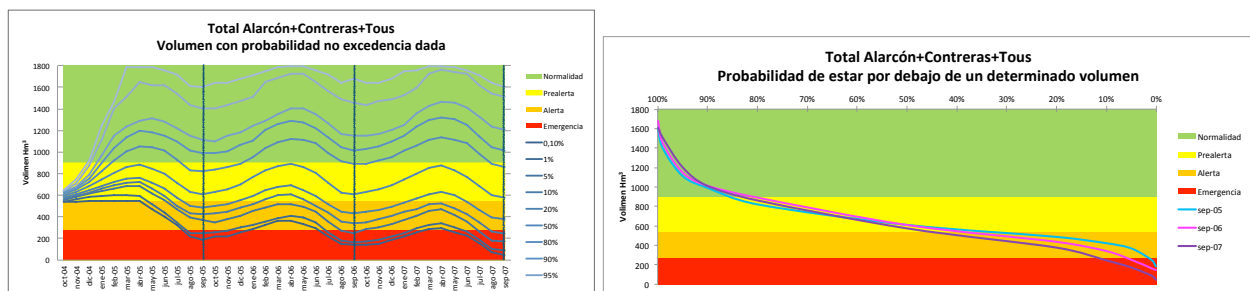 Total Alarcón+Contreras+Tous
Volumen con probabilidad no excedencia dada
Volimen Hm³
1800
1600
1400
1200
1000
800
600
400
200
0
oct-04
nov-04
dic-04
ene-05
feb-05
mar-05
abr-05
may-05
jun-05
jul-05
ago-05
sep-05
oct-05
nov-05
dic-05
ene-06
feb-06
mar-06
abr-06
may-06
jun-06
jul-06
ago-06
sep-06
oct-06
nov-06
dic-06
ene-07
feb-07
mar-07
abr-07
may-07
jun-07
jul-07
ago 07
sep-07
Normalidad
Prealerta
Alerta
Emergencia
0,10%
1%
5%
10%
20%
50%
80%
90%
95%
Total Alarcón+Contreras+Tous
Probabilidad de estar por debajo de un determinado volumen
100% 90% 80% 70% 60% 50% 40% 30% 20% 10% 0%
Volumen Hm³
1800
1600
1400
1200
1000
800
600
400
200
0
Normalidad
Prealerta
Alerta
Emergencia
sep-05
sep-06
sep-07